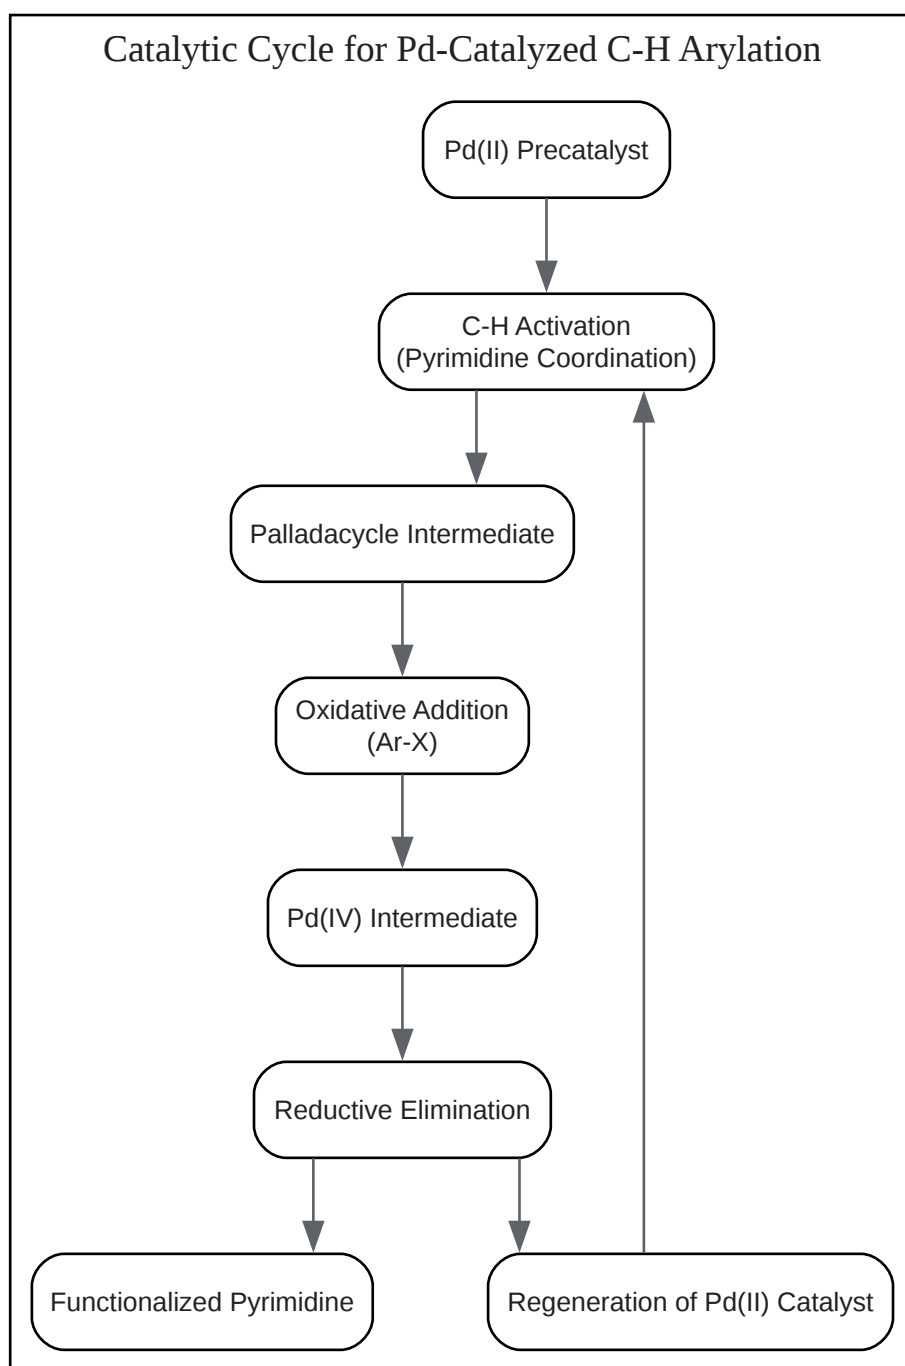 Catalytic Cycle for Pd-Catalyzed C-H Arylation
Pd(II) Precatalyst
C-H Activation
(Pyrimidine Coordination)
Palladacycle Intermediate
Oxidative Addition
(Ar-X)
Pd(IV) Intermediate
Reductive Elimination
Functionalized Pyrimidine
Regeneration of Pd(II) Catalyst